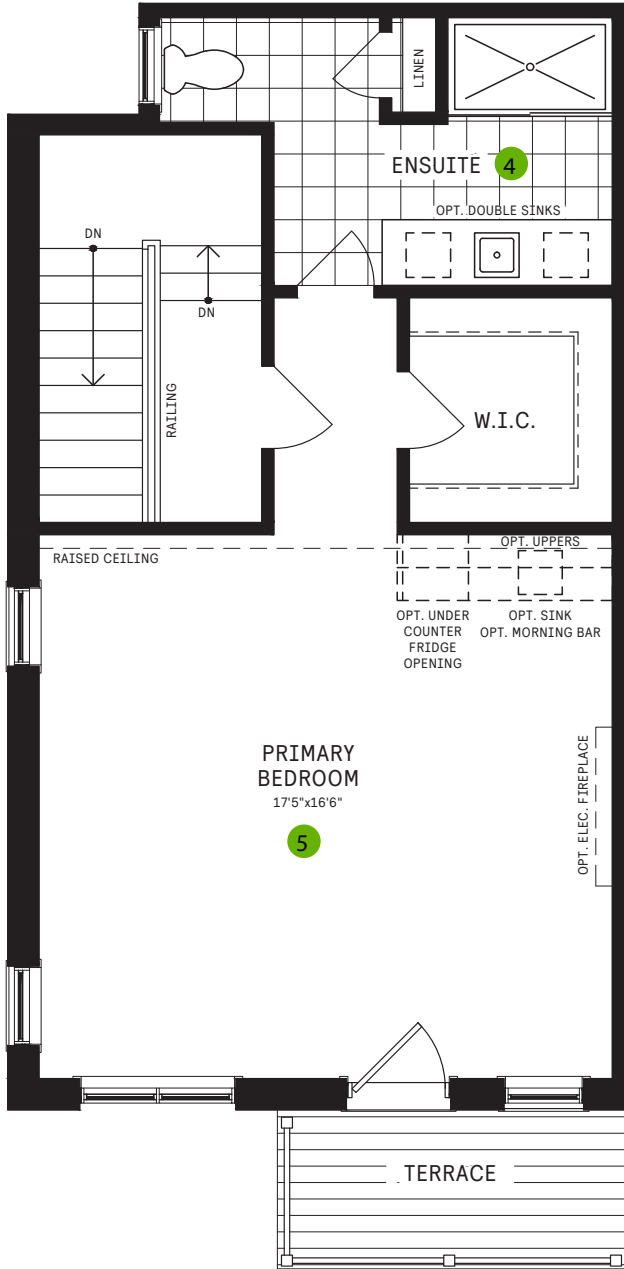 LINEN
ENSUITE 4
OPT. DOUBLE SINKS
DN
DN
RAILING
W.I.C.
RAISED CEILING
OPT. UPPERS
OPT. UNDER
COUNTER
FRIDGE
OPENING
OPT. SINK
OPT. MORNING BAR
PRIMARY
BEDROOM
17'5"x16'6"
5
OPT. ELEC. FIREPLACE
TERRACE